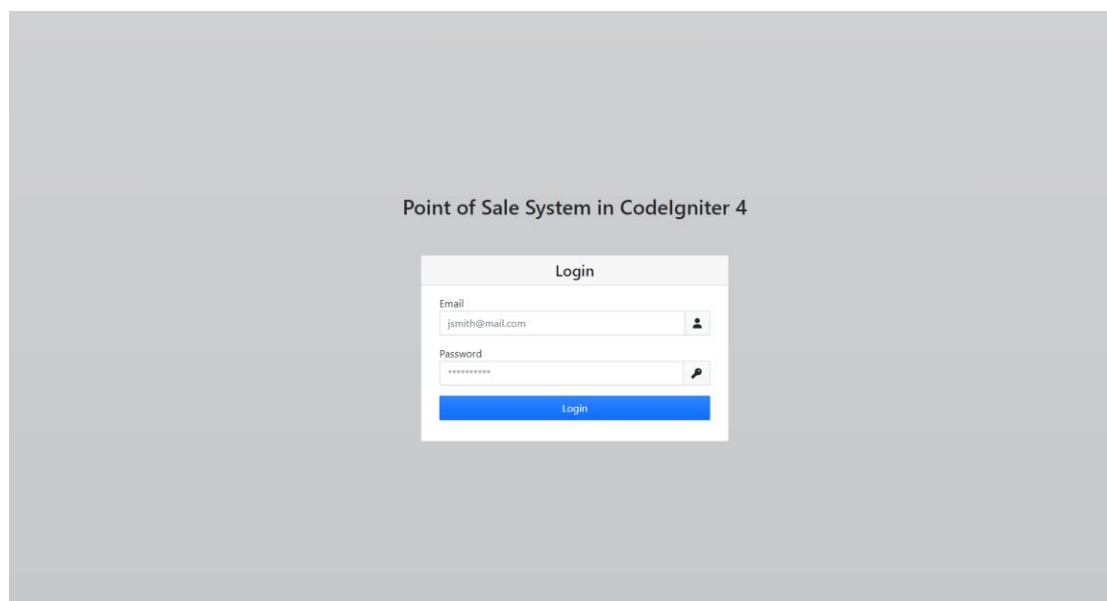 Point of Sale System in CodeIgniter 4
Login
Email
jsmith@mail.com
Password
**********
Login